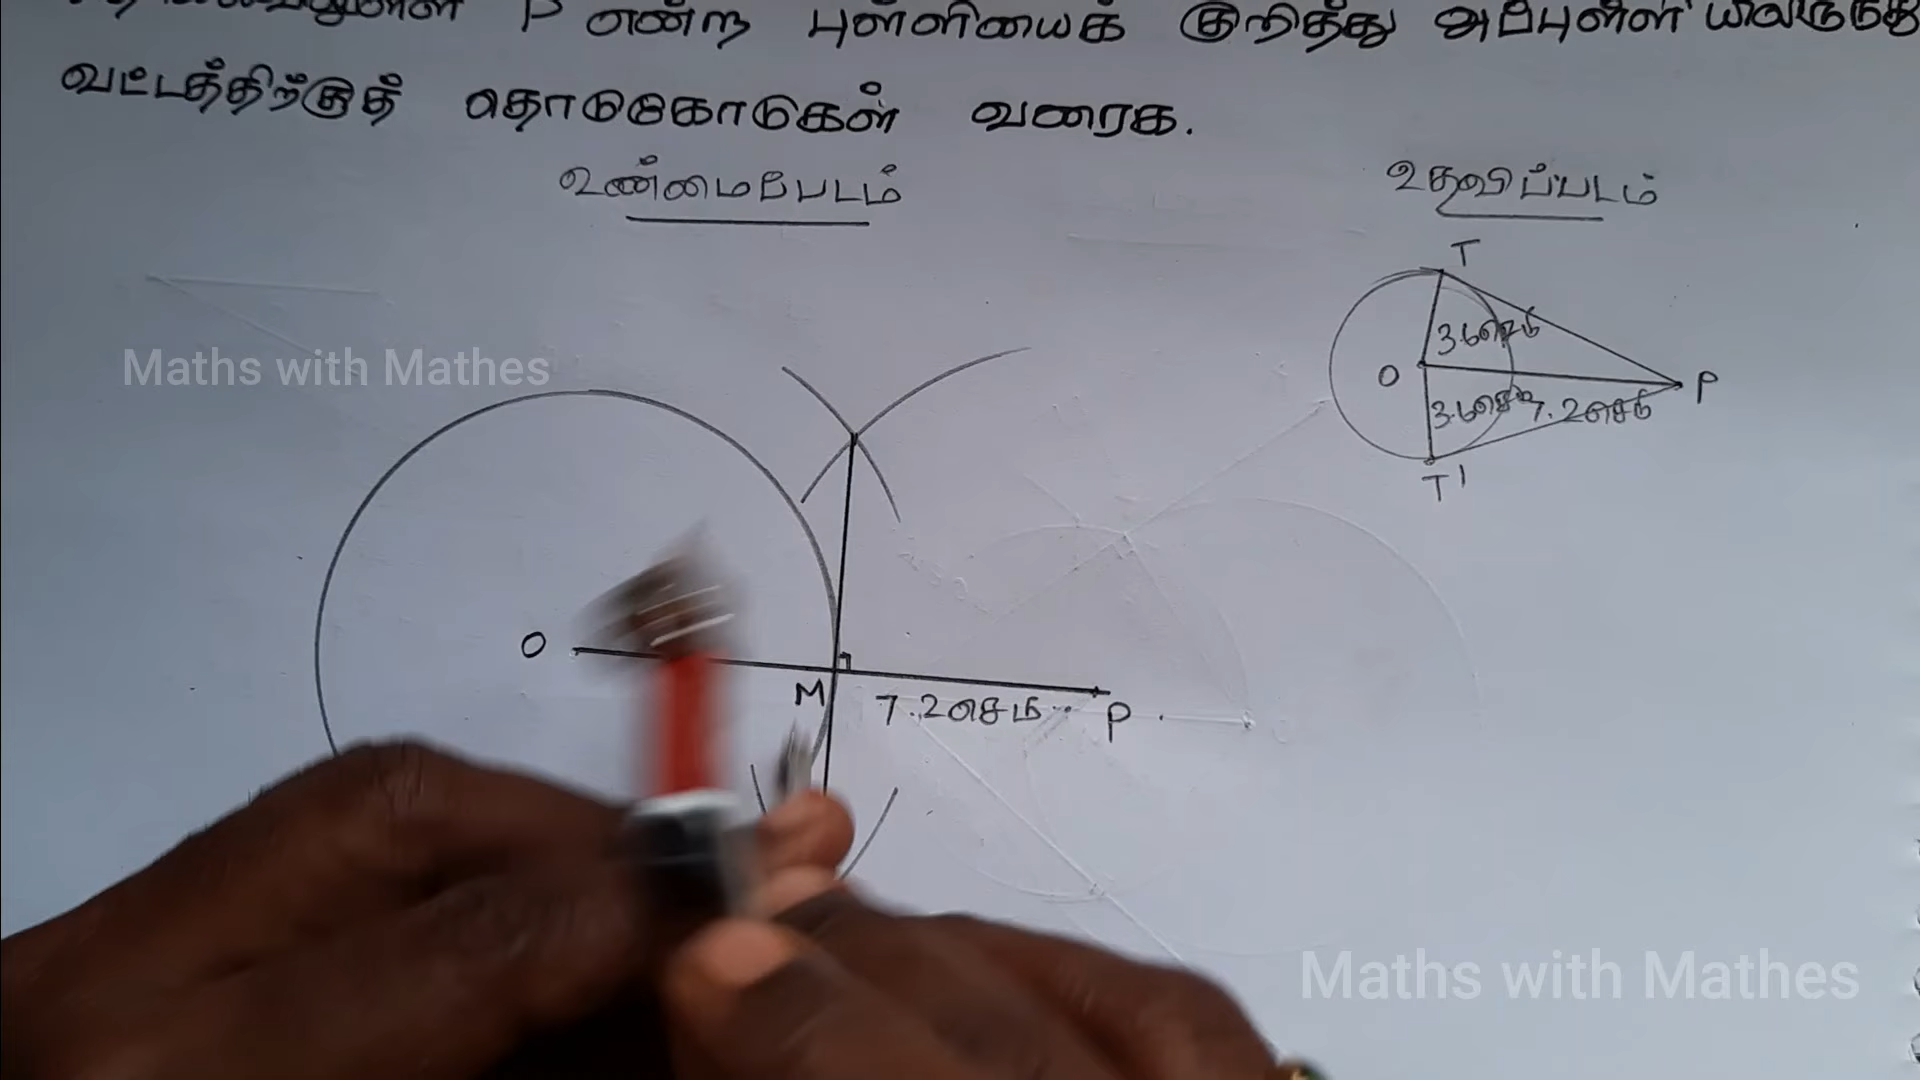 P என்ற புள்ளியைக் குறித்து
வட்டத்திற்குத் தொடுகோடுகள் வரைக.
உண்மைப்படம்
உதவிப்படம்
T
3.6செமீ
O
P
3.6செமீ
7.2செமீ
T'
Maths with Mathes
O
M
7.2செமீ
P
Maths with Mathes